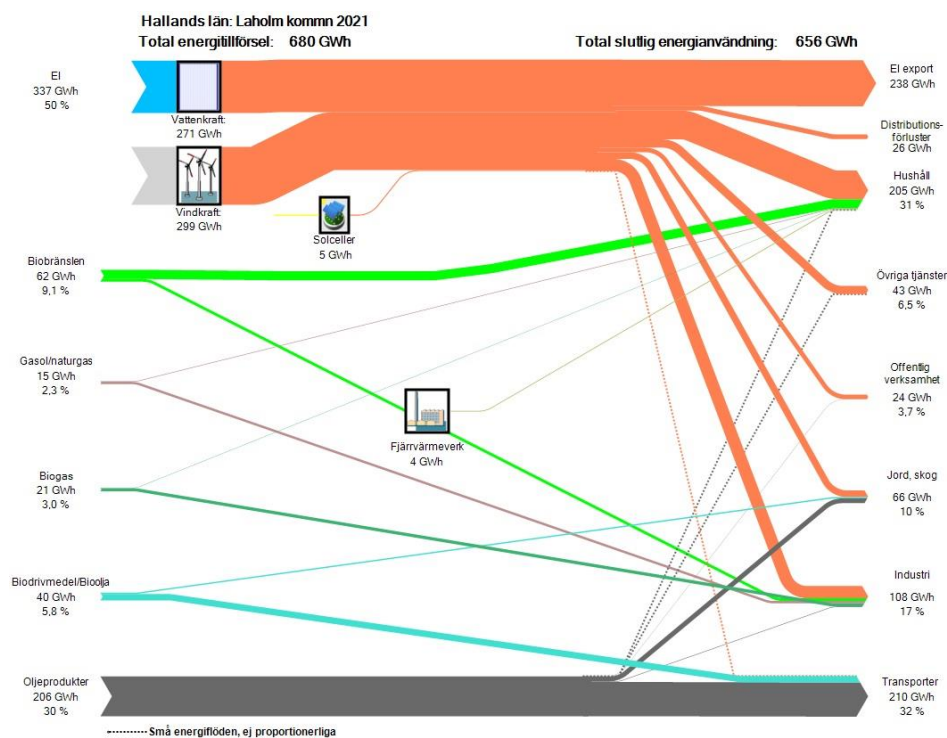 Hallands län: Laholm kommn 2021
Total energitillförsel: 680 GWh
Total slutlig energianvändning: 656 GWh
El
337 GWh
50 %
Vattenkraft:
271 GWh
Vindkraft:
299 GWh
Solceller
5 GWh
Biobränslen
62 GWh
9,1 %
Gasol/naturgas
15 GWh
2,3 %
Fjärrvärmeverk
4 GWh
Biogas
21 GWh
3,0 %
Biodrivmedel/Bioolja
40 GWh
5,8 %
Oljeprodukter
206 GWh
30 %
El export
238 GWh
Distributions-
förluster
26 GWh
Hushåll
205 GWh
31 %
Övriga tjänster
43 GWh
6,5 %
Offentlig
verksamhet
24 GWh
3,7 %
Jord, skog
66 GWh
10 %
Industri
108 GWh
17 %
Transporter
210 GWh
32 %
Små energiflöden, ej proportionerliga